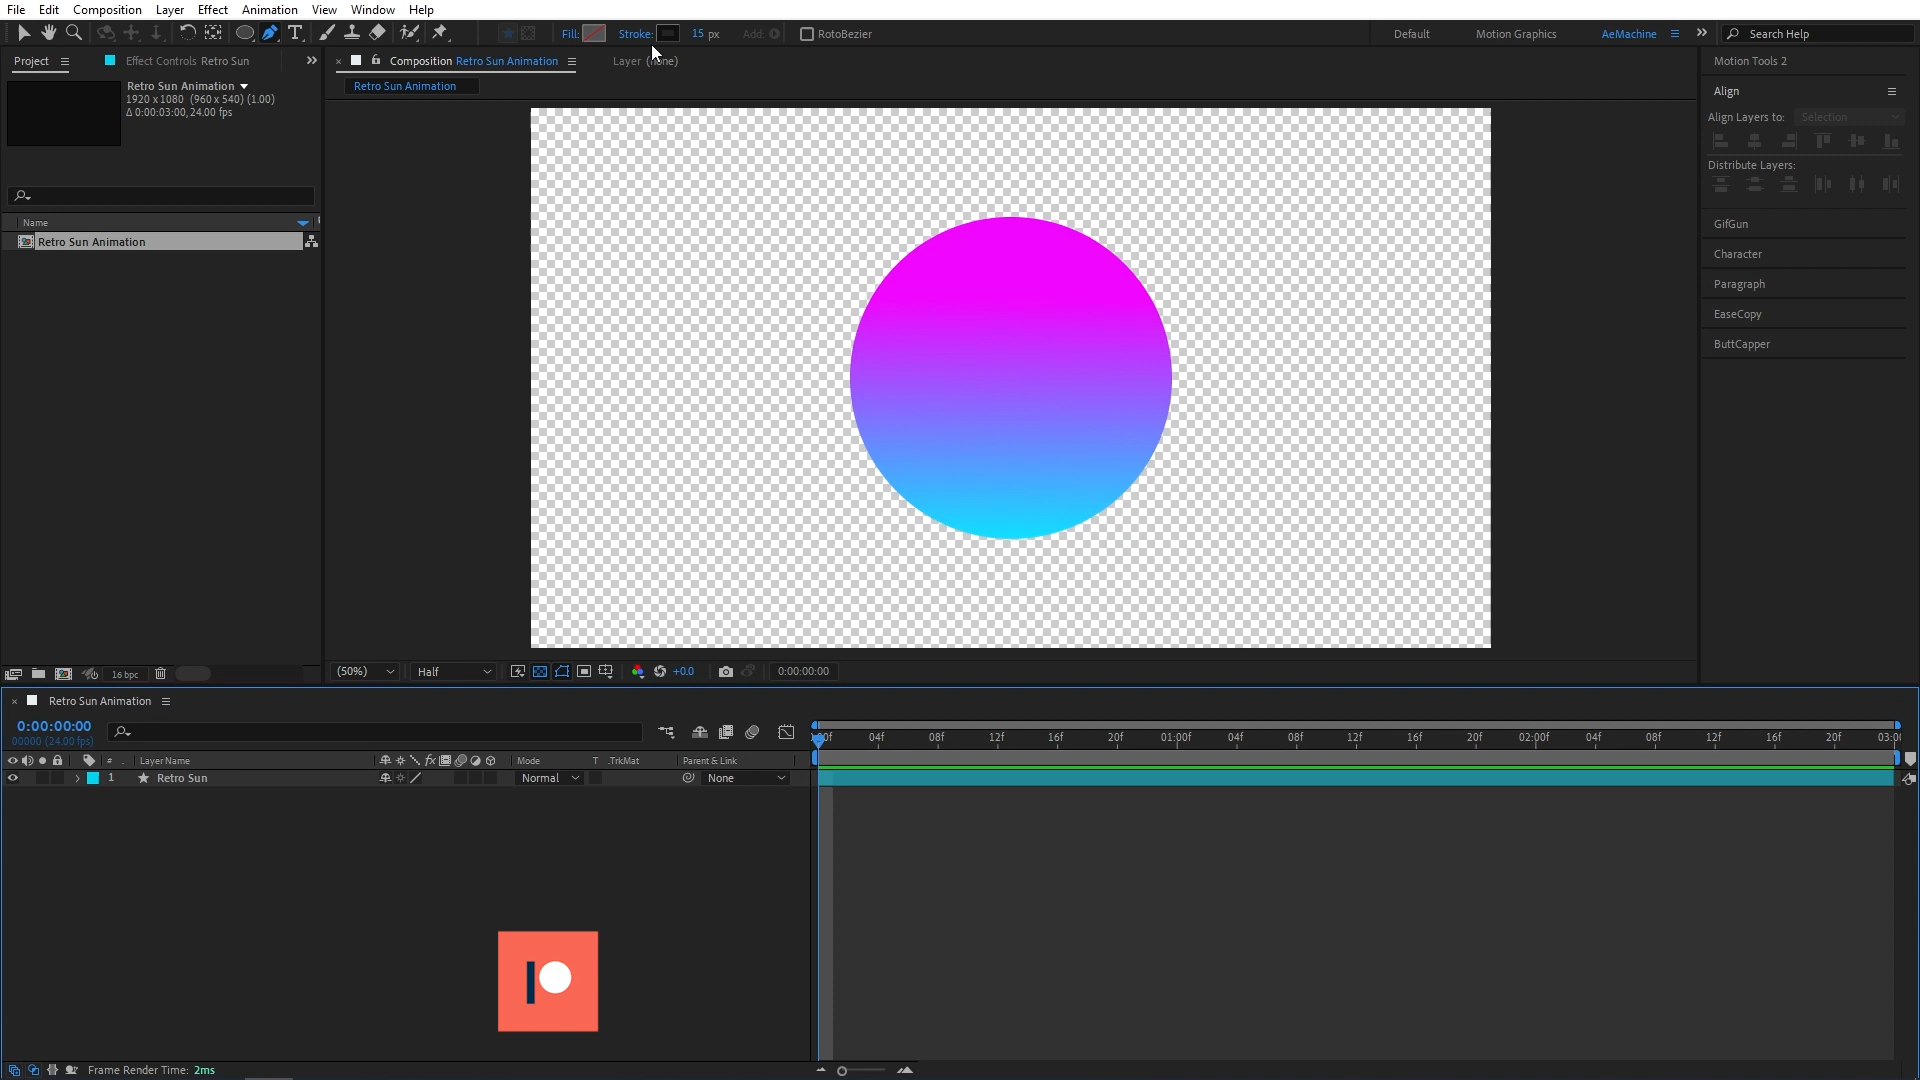 File Edit Composition Layer Effect Animation View Window Help
Fill: Stroke: 15 px Add: RotoBezier Default Motion Graphics AeMachine Search Help
Project Effect Controls Retro Sun Composition Retro Sun Animation Layer (none) Motion Tools 2
Retro Sun Animation
1920 x 1080 (960 x 540) (1.00)
Δ 0:00:03:00, 24.00 fps
Retro Sun Animation
Align
Align Layers to: Selection
Distribute Layers:
Name
Retro Sun Animation
GifGun
Character
Paragraph
EaseCopy
ButtCapper
16 bpc (50%) Half +0.0 0:00:00:00
Retro Sun Animation
0:00:00:00
00000 (24.00 fps)
:00f 04f 08f 12f 16f 20f 01:00f 04f 08f 12f 16f 20f 02:00f 04f 08f 12f 16f 20f 03:00
# . Layer Name Mode T .TrkMat Parent & Link
1 Retro Sun Normal None
Frame Render Time: 2ms